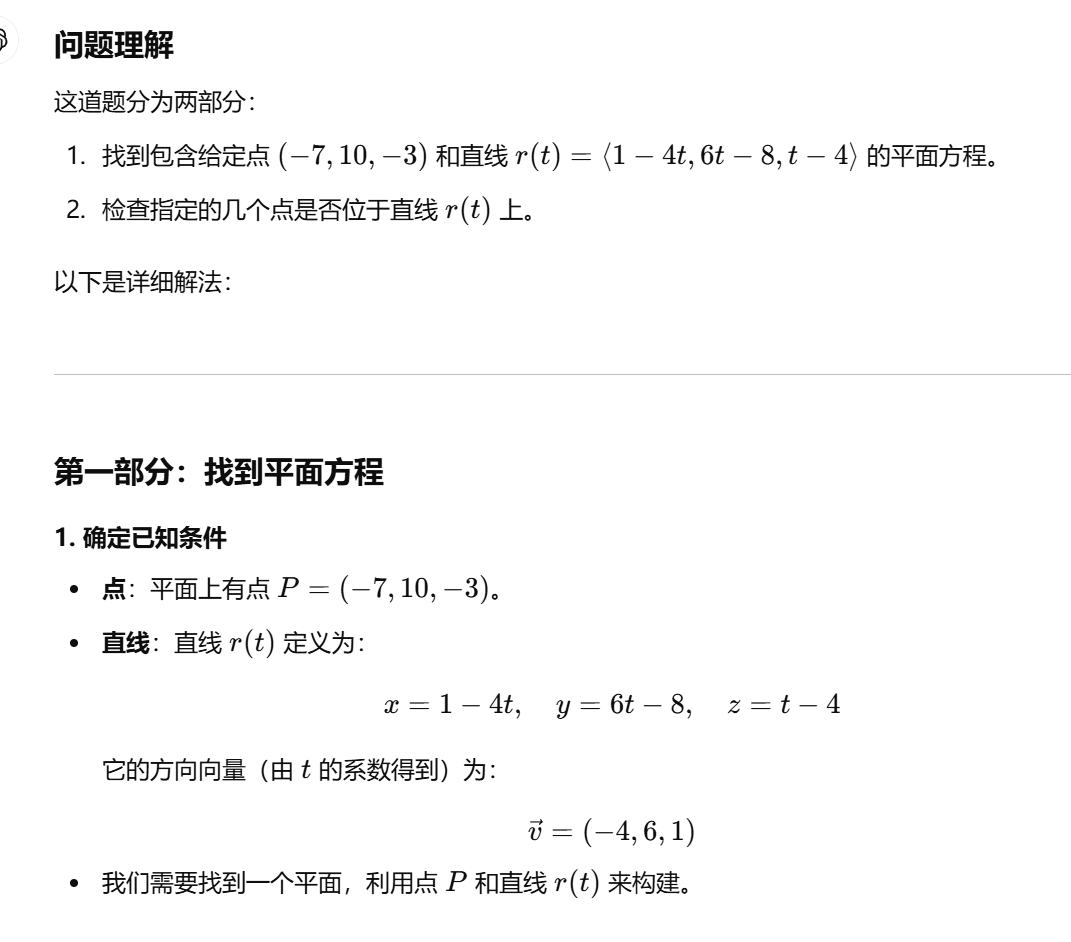 问题理解
这道题分为两部分：
1. 找到包含给定点 (−7, 10, −3) 和直线 r(t) = ⟨1 − 4t, 6t − 8, t − 4⟩ 的平面方程。
2. 检查指定的几个点是否位于直线 r(t) 上。
以下是详细解法：
第一部分：找到平面方程
1. 确定已知条件
• 点：平面上有点 P = (−7, 10, −3)。
• 直线：直线 r(t) 定义为：
x = 1 − 4t, y = 6t − 8, z = t − 4
它的方向向量（由 t 的系数得到）为：
v⃗ = (−4, 6, 1)
• 我们需要找到一个平面，利用点 P 和直线 r(t) 来构建。